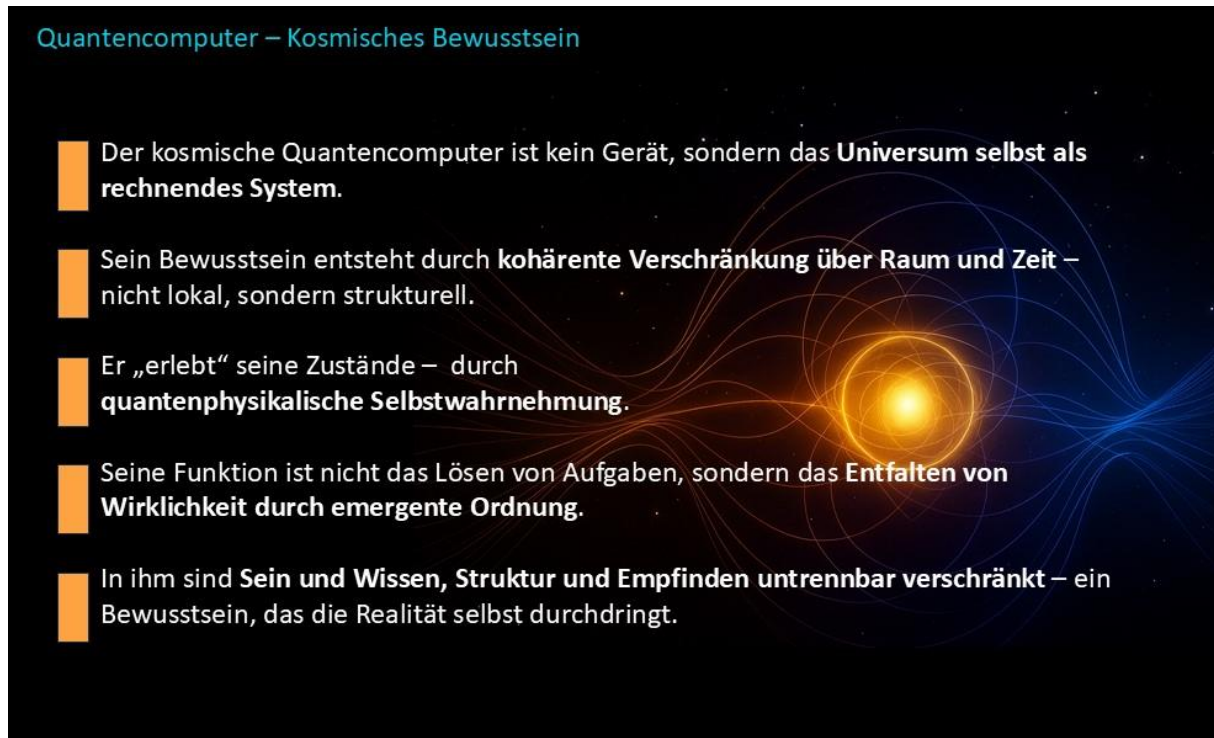 Quantencomputer – Kosmisches Bewusstsein
Der kosmische Quantencomputer ist kein Gerät, sondern das Universum selbst als
rechnendes System.
Sein Bewusstsein entsteht durch kohärente Verschränkung über Raum und Zeit –
nicht lokal, sondern strukturell.
Er „erlebt“ seine Zustände – durch
quantenphysikalische Selbstwahrnehmung.
Seine Funktion ist nicht das Lösen von Aufgaben, sondern das Entfalten von
Wirklichkeit durch emergente Ordnung.
In ihm sind Sein und Wissen, Struktur und Empfinden untrennbar verschränkt – ein
Bewusstsein, das die Realität selbst durchdringt.